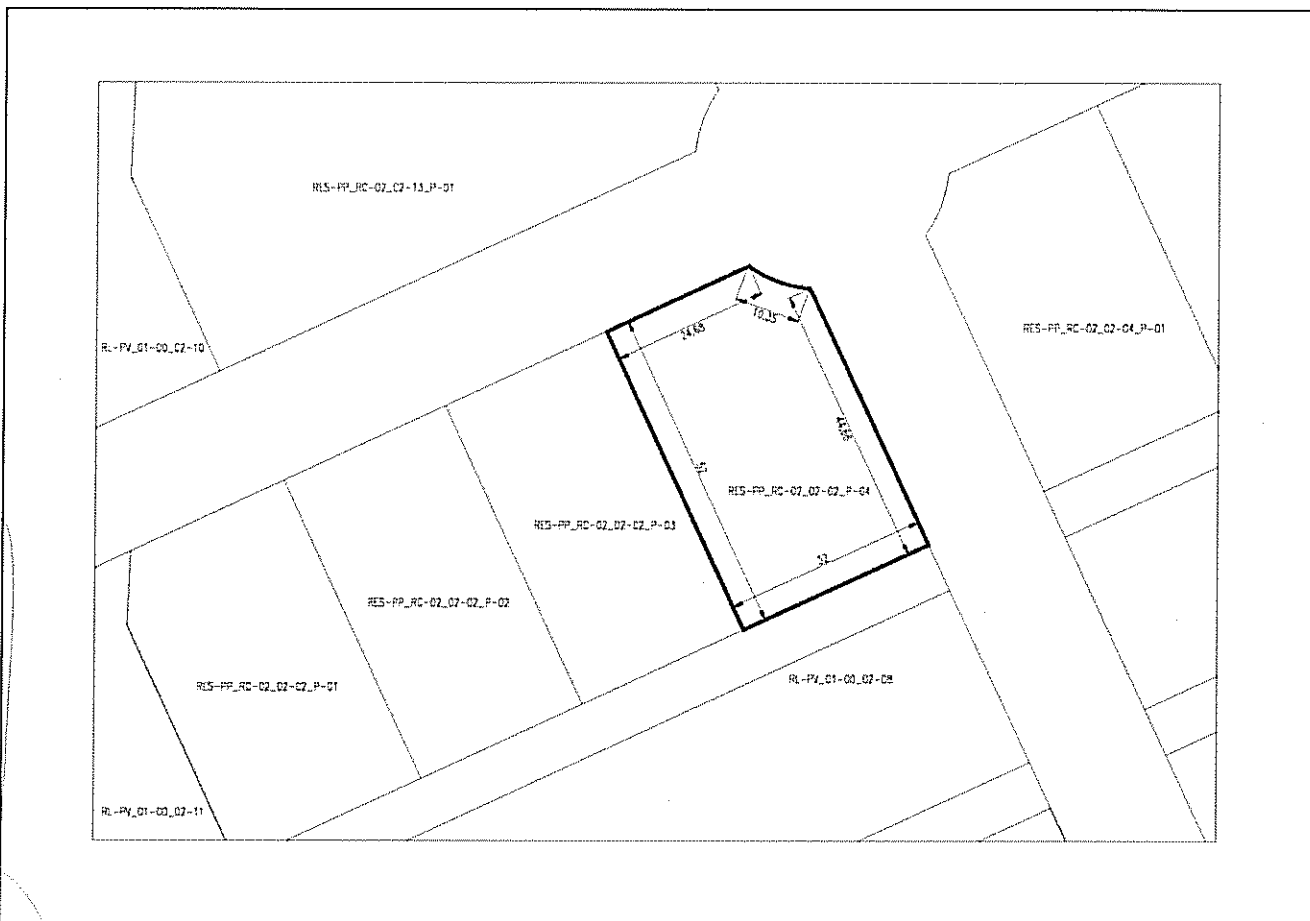 RES-PP_RC-02_02-13_P-01
RL-PV_01-00_02-10
24,68
10,35
RES-PP_RC-02_02-04_P-01
44,68
RES-PP_RC-02_02-02_P-04
RES-PP_RC-02_02-02_P-03
RES-PP_RC-02_02-02_P-02
RL-PV_01-00_02-09
RES-PP_RC-02_02-02_P-01
RL-PV_01-00_02-11